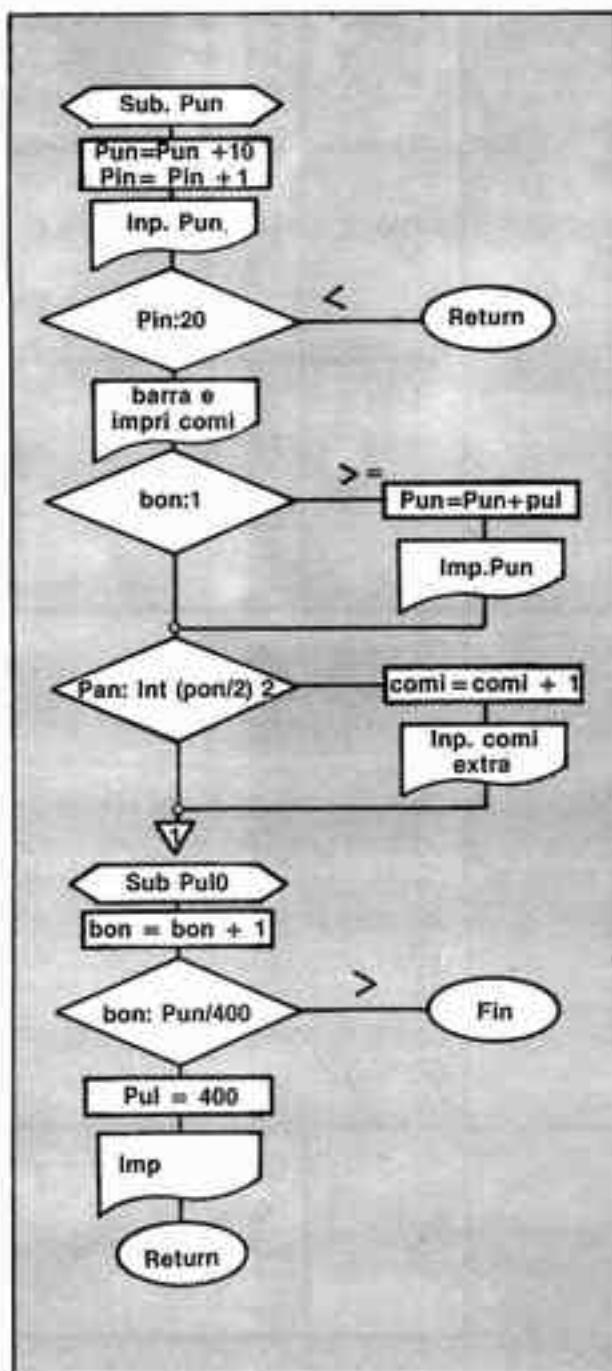 Sub. Pun
Pun=Pun +10
Pin= Pin + 1
Inp. Pun.
Pin:20
<
Return
barra e
impri comi
bon:1
> =
Pun=Pun+pul
Imp.Pun
Pan: Int (pon/2) 2
comi = comi + 1
Inp. comi
extra
1
Sub Pul0
bon = bon + 1
bon: Pun/400
>
Fin
Pul = 400
Imp
Return